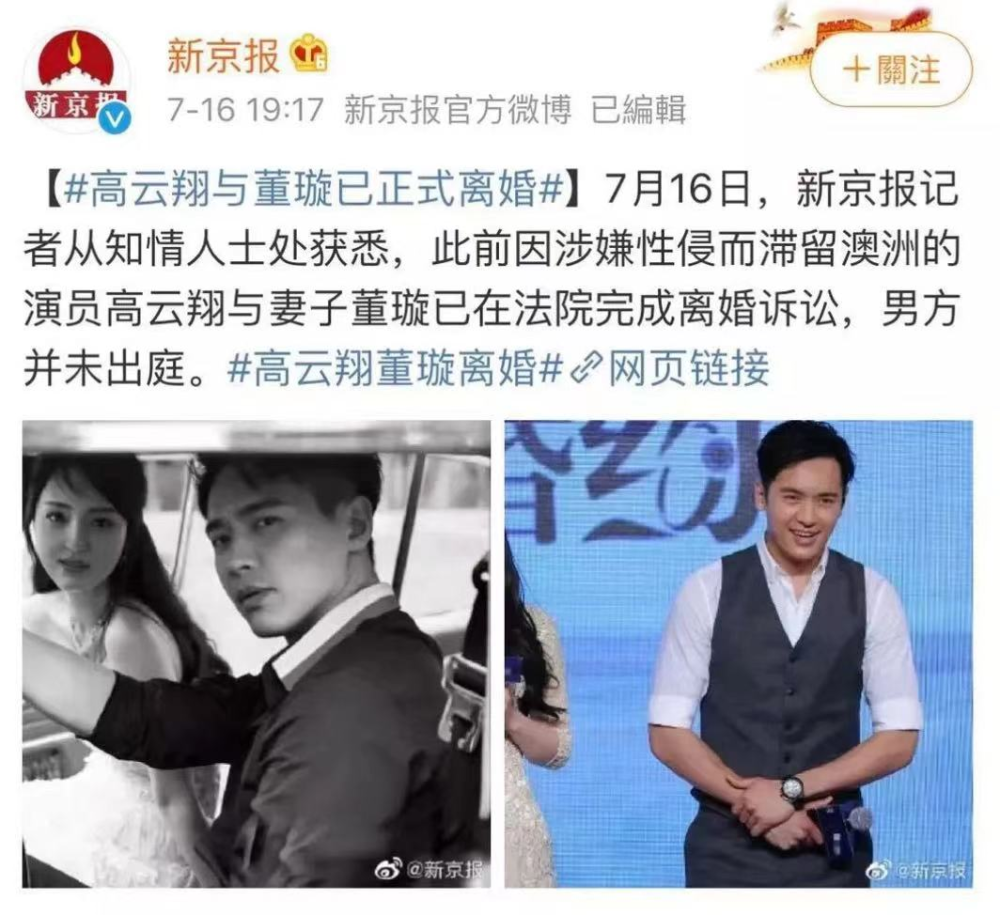 新京报
新京报
7-16 19:17 新京报官方微博 已編輯
+關注
【#高云翔与董璇已正式离婚#】7月16日，新京报记
者从知情人士处获悉，此前因涉嫌性侵而滞留澳洲的
演员高云翔与妻子董璇已在法院完成离婚诉讼，男方
并未出庭。#高云翔董璇离婚#网页链接
@新京报
@新京报